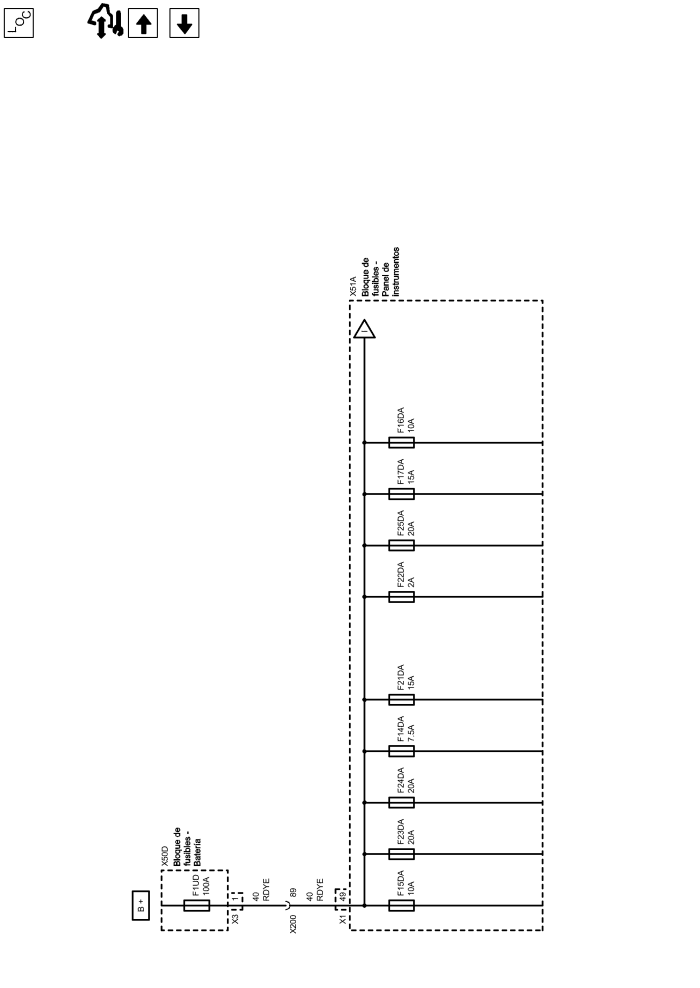 LOC
B +
X50D
Bloque de
fusibles -
Batería
F1UD
100A
X3
1
40
RDYE
X200
89
40
RDYE
X1
49
X51A
Bloque de
fusibles -
Panel de
instrumentos
I
F15DA
10A
F23DA
20A
F24DA
20A
F14DA
7.5A
F21DA
15A
F22DA
2A
F25DA
20A
F17DA
15A
F16DA
10A